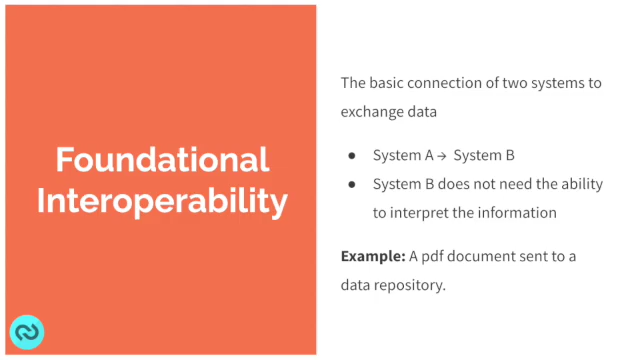 Foundational
Interoperability
The basic connection of two systems to
exchange data
● System A → System B
● System B does not need the ability
to interpret the information
Example: A pdf document sent to a
data repository.